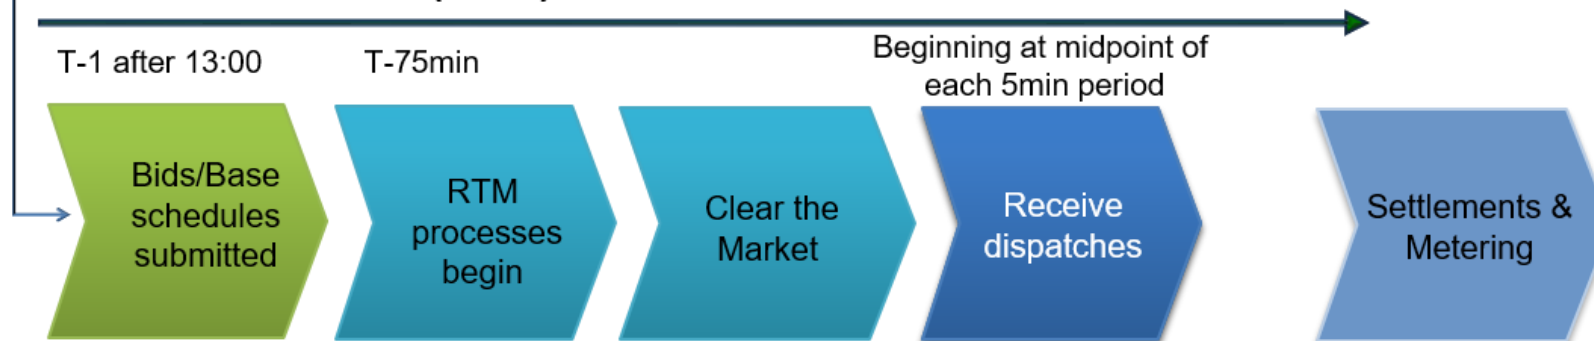 T-1 after 13:00
T-75min
Beginning at midpoint of
each 5min period
Bids/Base
schedules
submitted
RTM
processes
begin
Clear the
Market
Receive
dispatches
Settlements &
Metering